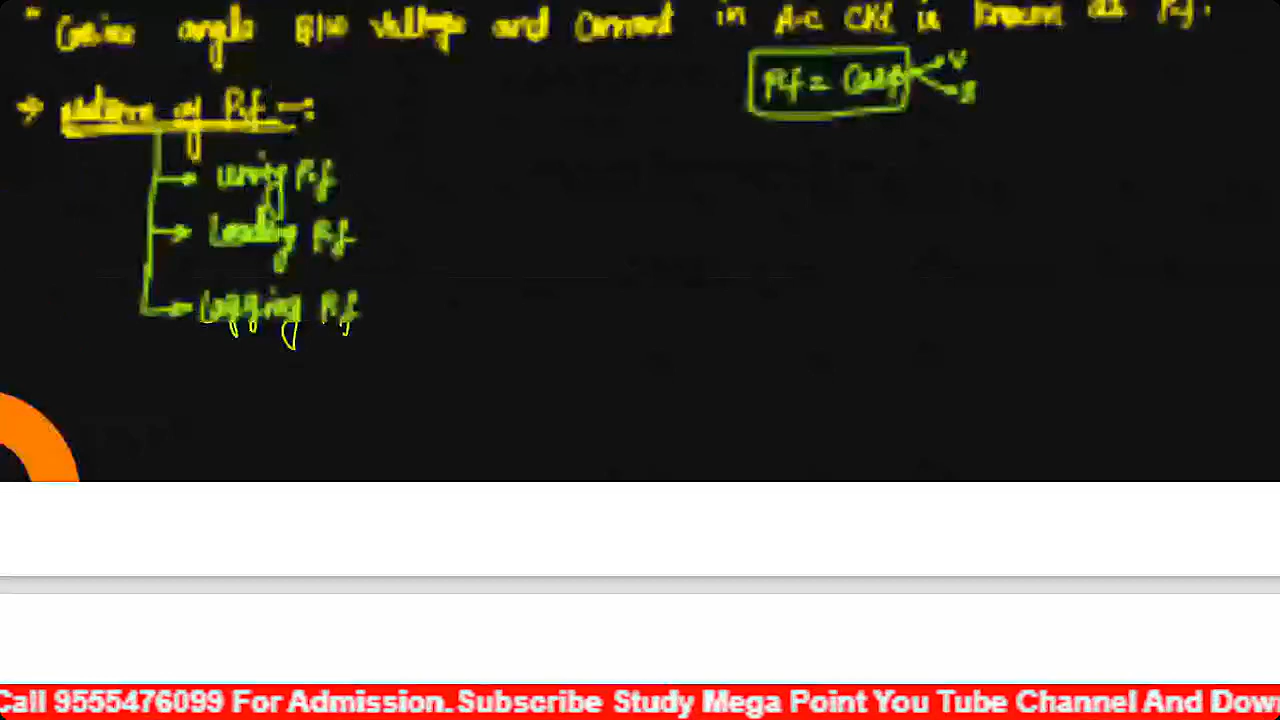 " Cosine angle B/w voltage and Current in A.C CKt is known as P.f.
P.f = Cosϕ V I
→ nature of P.f -:
→ unity P.f
→ Leading P.f
→ Lagging P.f
Call 9555476099 For Admission.Subscribe Study Mega Point You Tube Channel And Dow